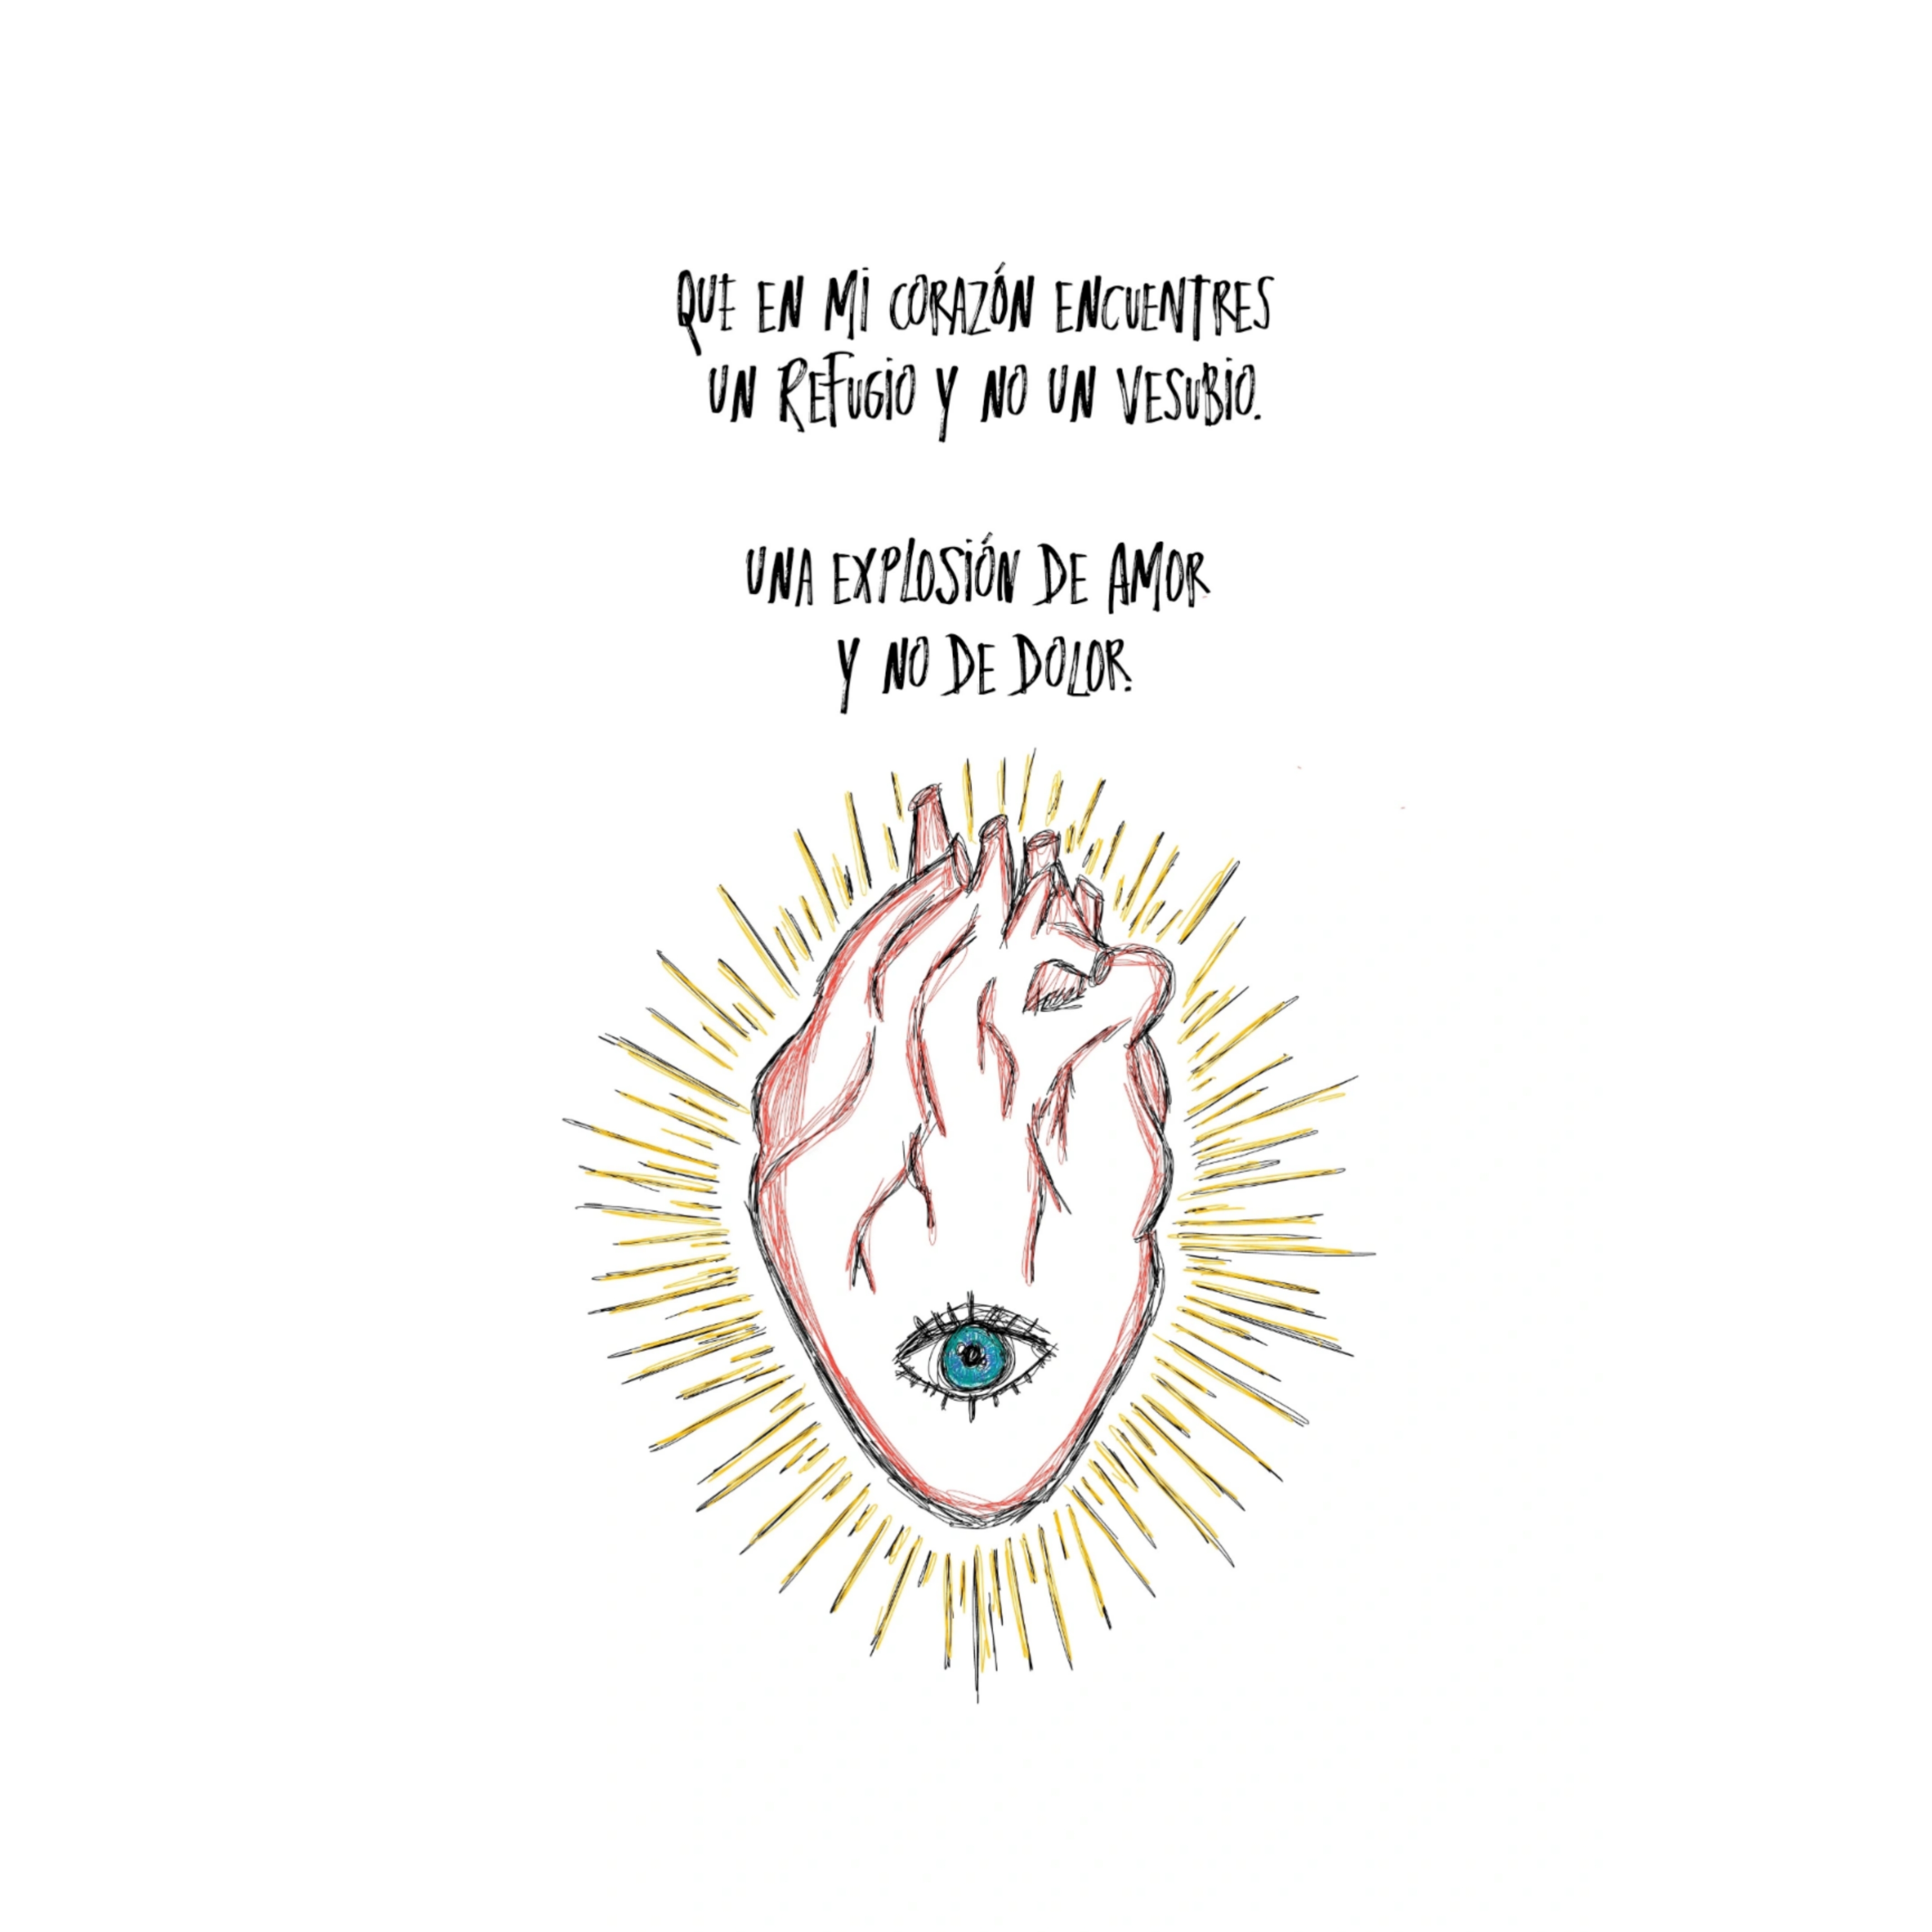 QUE EN MI CORAZÓN ENCUENTRES
UN REFUGIO Y NO UN VESUBIO.
UNA EXPLOSIÓN DE AMOR
Y NO DE DOLOR.